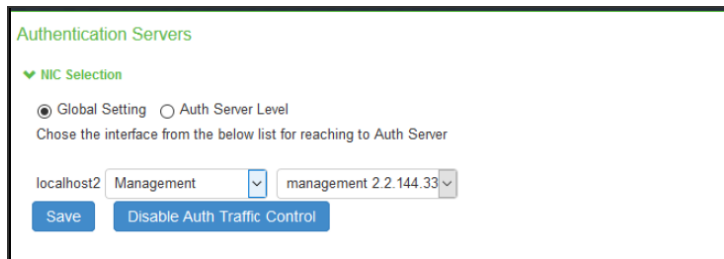 Authentication Servers
NIC Selection
Global Setting Auth Server Level
Chose the interface from the below list for reaching to Auth Server
localhost2 Management management 2.2.144.33
Save Disable Auth Traffic Control